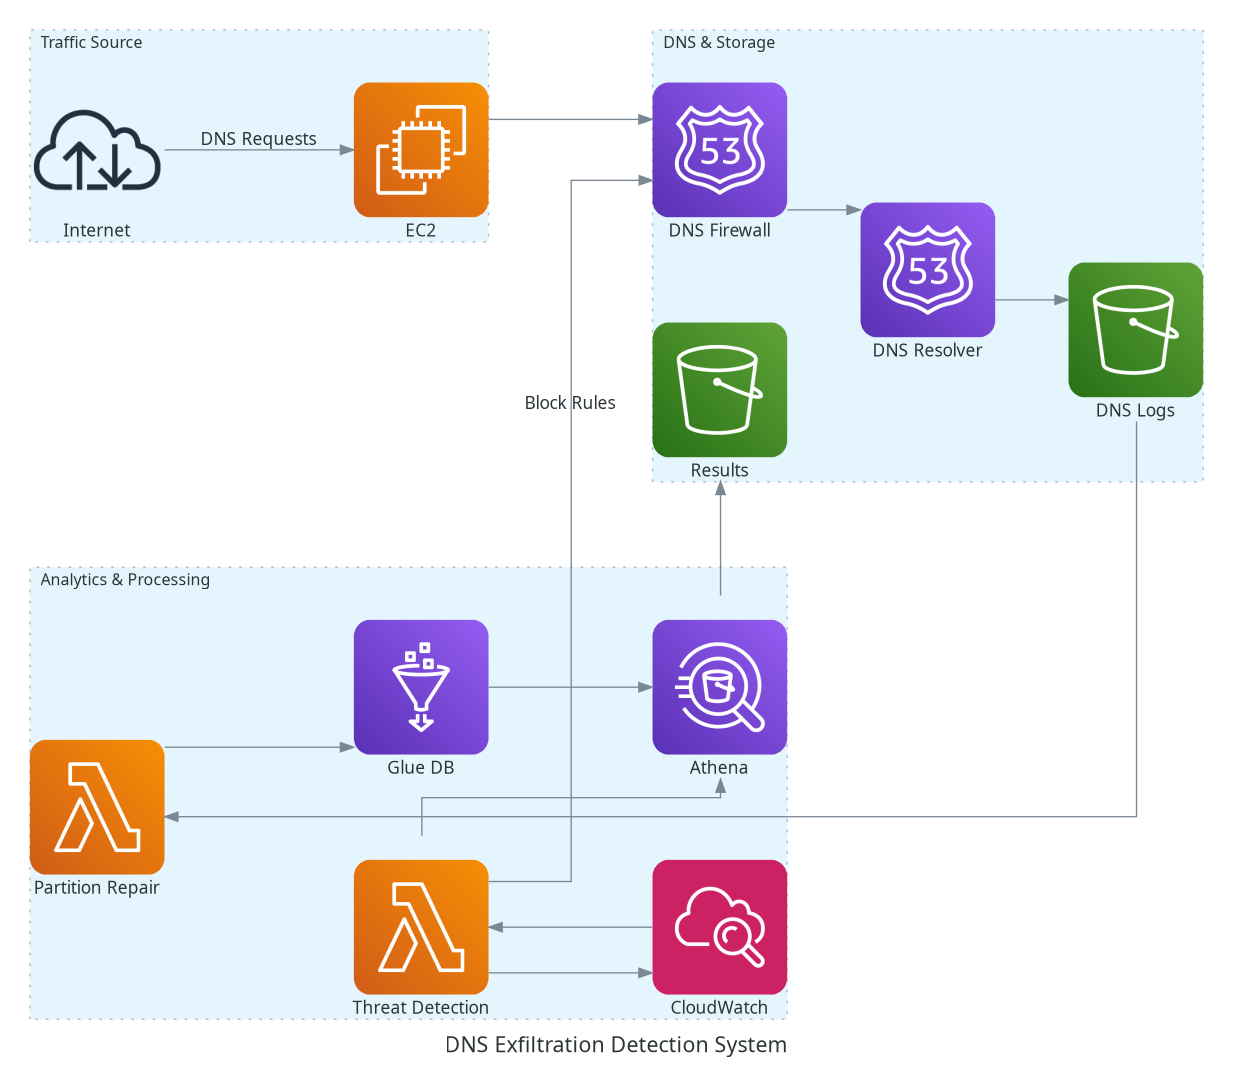 Traffic Source
DNS & Storage
DNS Requests
53
Internet
EC2
DNS Firewall
53
DNS Resolver
Block Rules
DNS Logs
Results
Analytics & Processing
Glue DB
Athena
Partition Repair
Threat Detection
CloudWatch
DNS Exfiltration Detection System